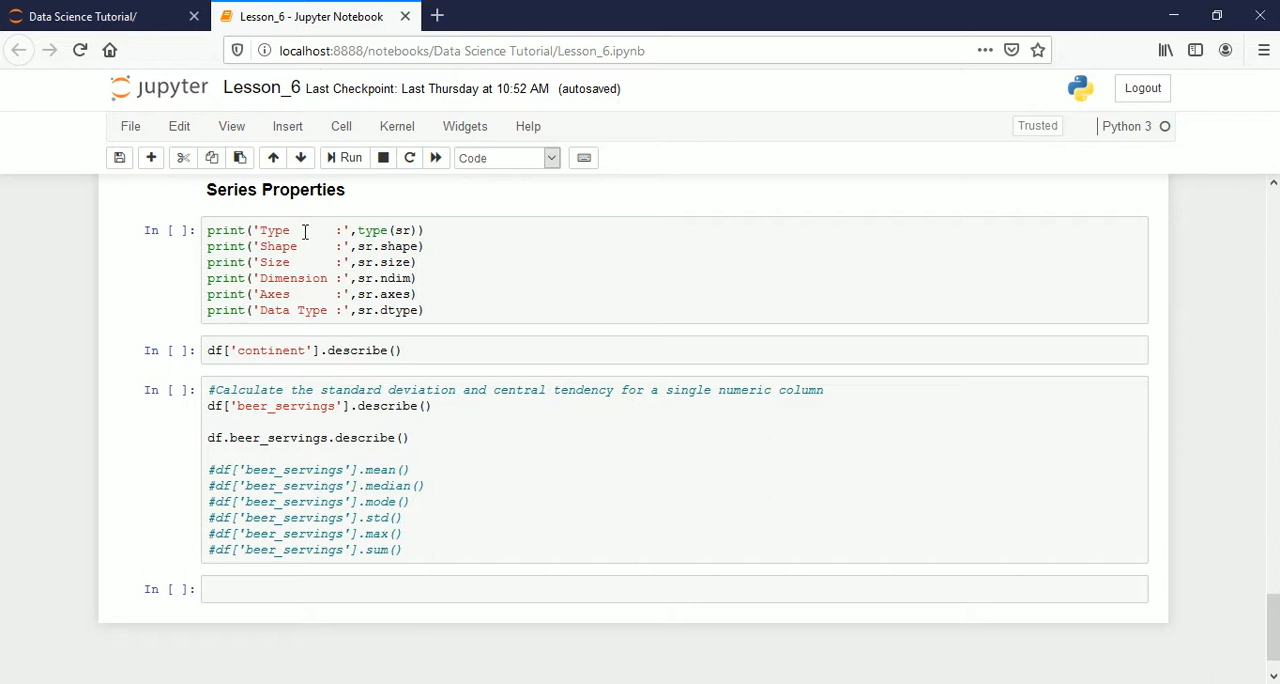 Data Science Tutorial/
Lesson_6 - Jupyter Notebook
localhost:8888/notebooks/Data Science Tutorial/Lesson_6.ipynb
jupyter Lesson_6 Last Checkpoint: Last Thursday at 10:52 AM (autosaved)
Logout
File Edit View Insert Cell Kernel Widgets Help
Trusted
Python 3
Run
Code
Series Properties
In [ ]: print('Type      :',type(sr))
print('Shape     :',sr.shape)
print('Size      :',sr.size)
print('Dimension :',sr.ndim)
print('Axes      :',sr.axes)
print('Data Type :',sr.dtype)
In [ ]: df['continent'].describe()
In [ ]: #Calculate the standard deviation and central tendency for a single numeric column
df['beer_servings'].describe()
df.beer_servings.describe()
#df['beer_servings'].mean()
#df['beer_servings'].median()
#df['beer_servings'].mode()
#df['beer_servings'].std()
#df['beer_servings'].max()
#df['beer_servings'].sum()
In [ ]: